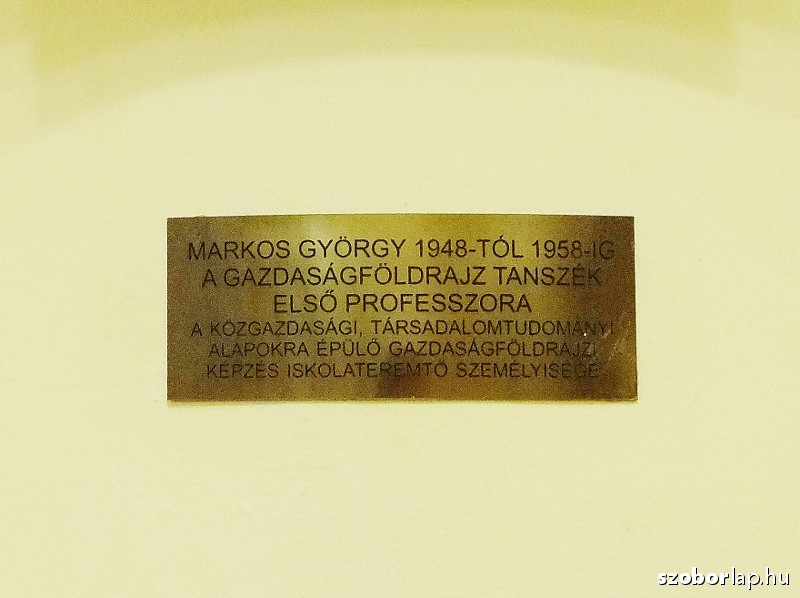 MARKOS GYÖRGY 1948-TÓL 1958-IG
A GAZDASÁGFÖLDRAJZ TANSZÉK
ELSŐ PROFESSZORA
A KÖZGAZDASÁGI, TÁRSADALOMTUDOMÁNYI
ALAPOKRA ÉPÜLŐ GAZDASÁGFÖLDRAJZI
KÉPZÉS ISKOLATEREMTŐ SZEMÉLYISÉGE
szoborlap.hu